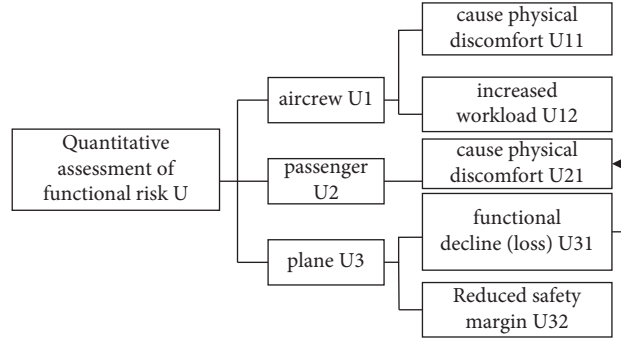 Quantitative
assessment of
functional risk U
aircrew U1
cause physical
discomfort U11
increased
workload U12
passenger
U2
cause physical
discomfort U21
plane U3
functional
decline (loss) U31
Reduced safety
margin U32